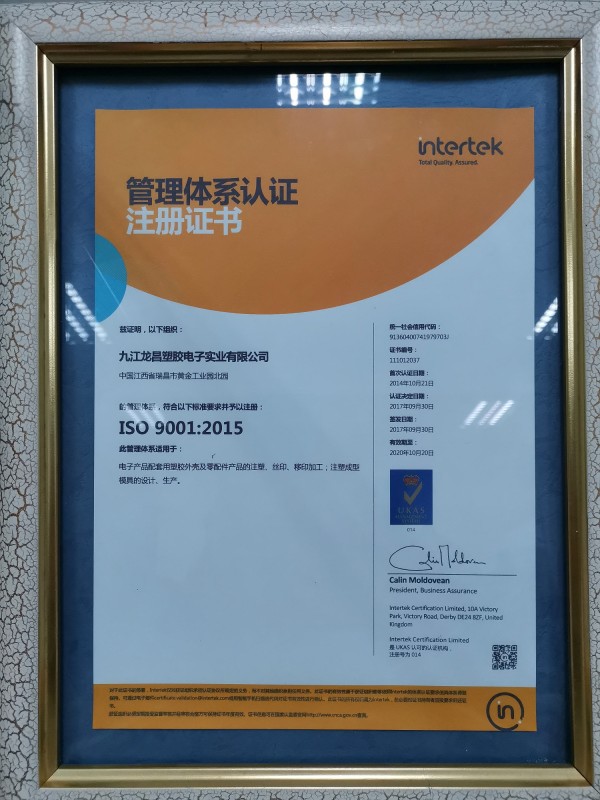 intertek
Total Quality. Assured.
管理体系认证
注册证书
兹证明，以下组织：
九江龙昌塑胶电子实业有限公司
中国江西省瑞昌市黄金工业园北园
的管理体系，符合以下标准要求并予以注册：
ISO 9001:2015
此管理体系适用于：
电子产品配套用塑胶外壳及零配件产品的注塑、丝印、移印加工；注塑成型
模具的设计、生产。
统一社会信用代码：
91360400741979703J
证书编号：
111012037
首次认证日期：
2014年10月21日
认证决定日期：
2017年09月30日
签发日期：
2017年09月30日
有效期至：
2020年10月20日
UKAS
014
Calin Moldovean
President, Business Assurance
Intertek Certification Limited, 10A Victory
Park, Victory Road, Derby DE24 8ZF, United
Kingdom
Intertek Certification Limited
是 UKAS 认可的认证机构，
注册号为 014
in